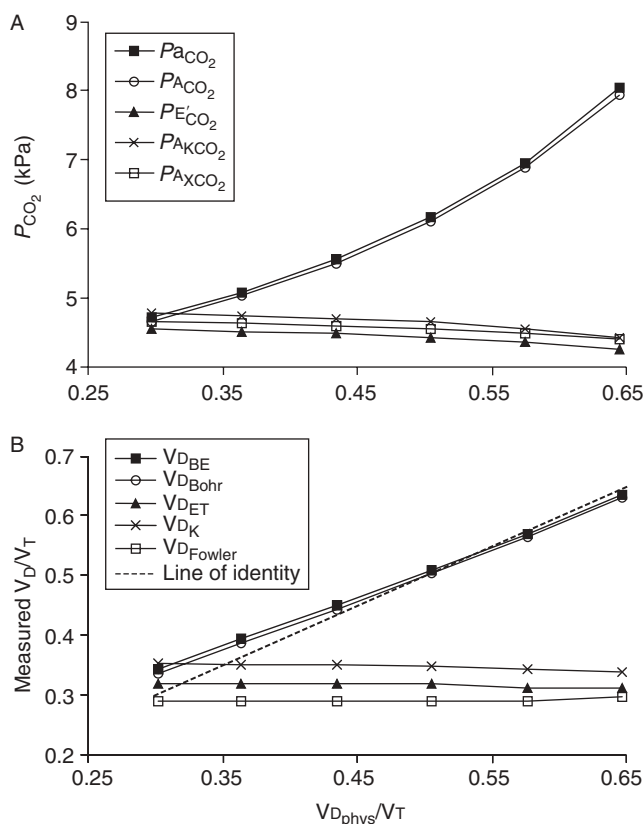 A
PaCO2
PACO2
PE′CO2
PAKCO2
PAXCO2
PCO2 (kPa)
9
8
7
6
5
4
0.25
0.35
0.45
0.55
0.65
B
VDBE
VDBohr
VDET
VDK
VDFowler
Line of identity
Measured VD/VT
0.7
0.6
0.5
0.4
0.3
0.2
0.25
0.35
0.45
0.55
0.65
VDphys/VT